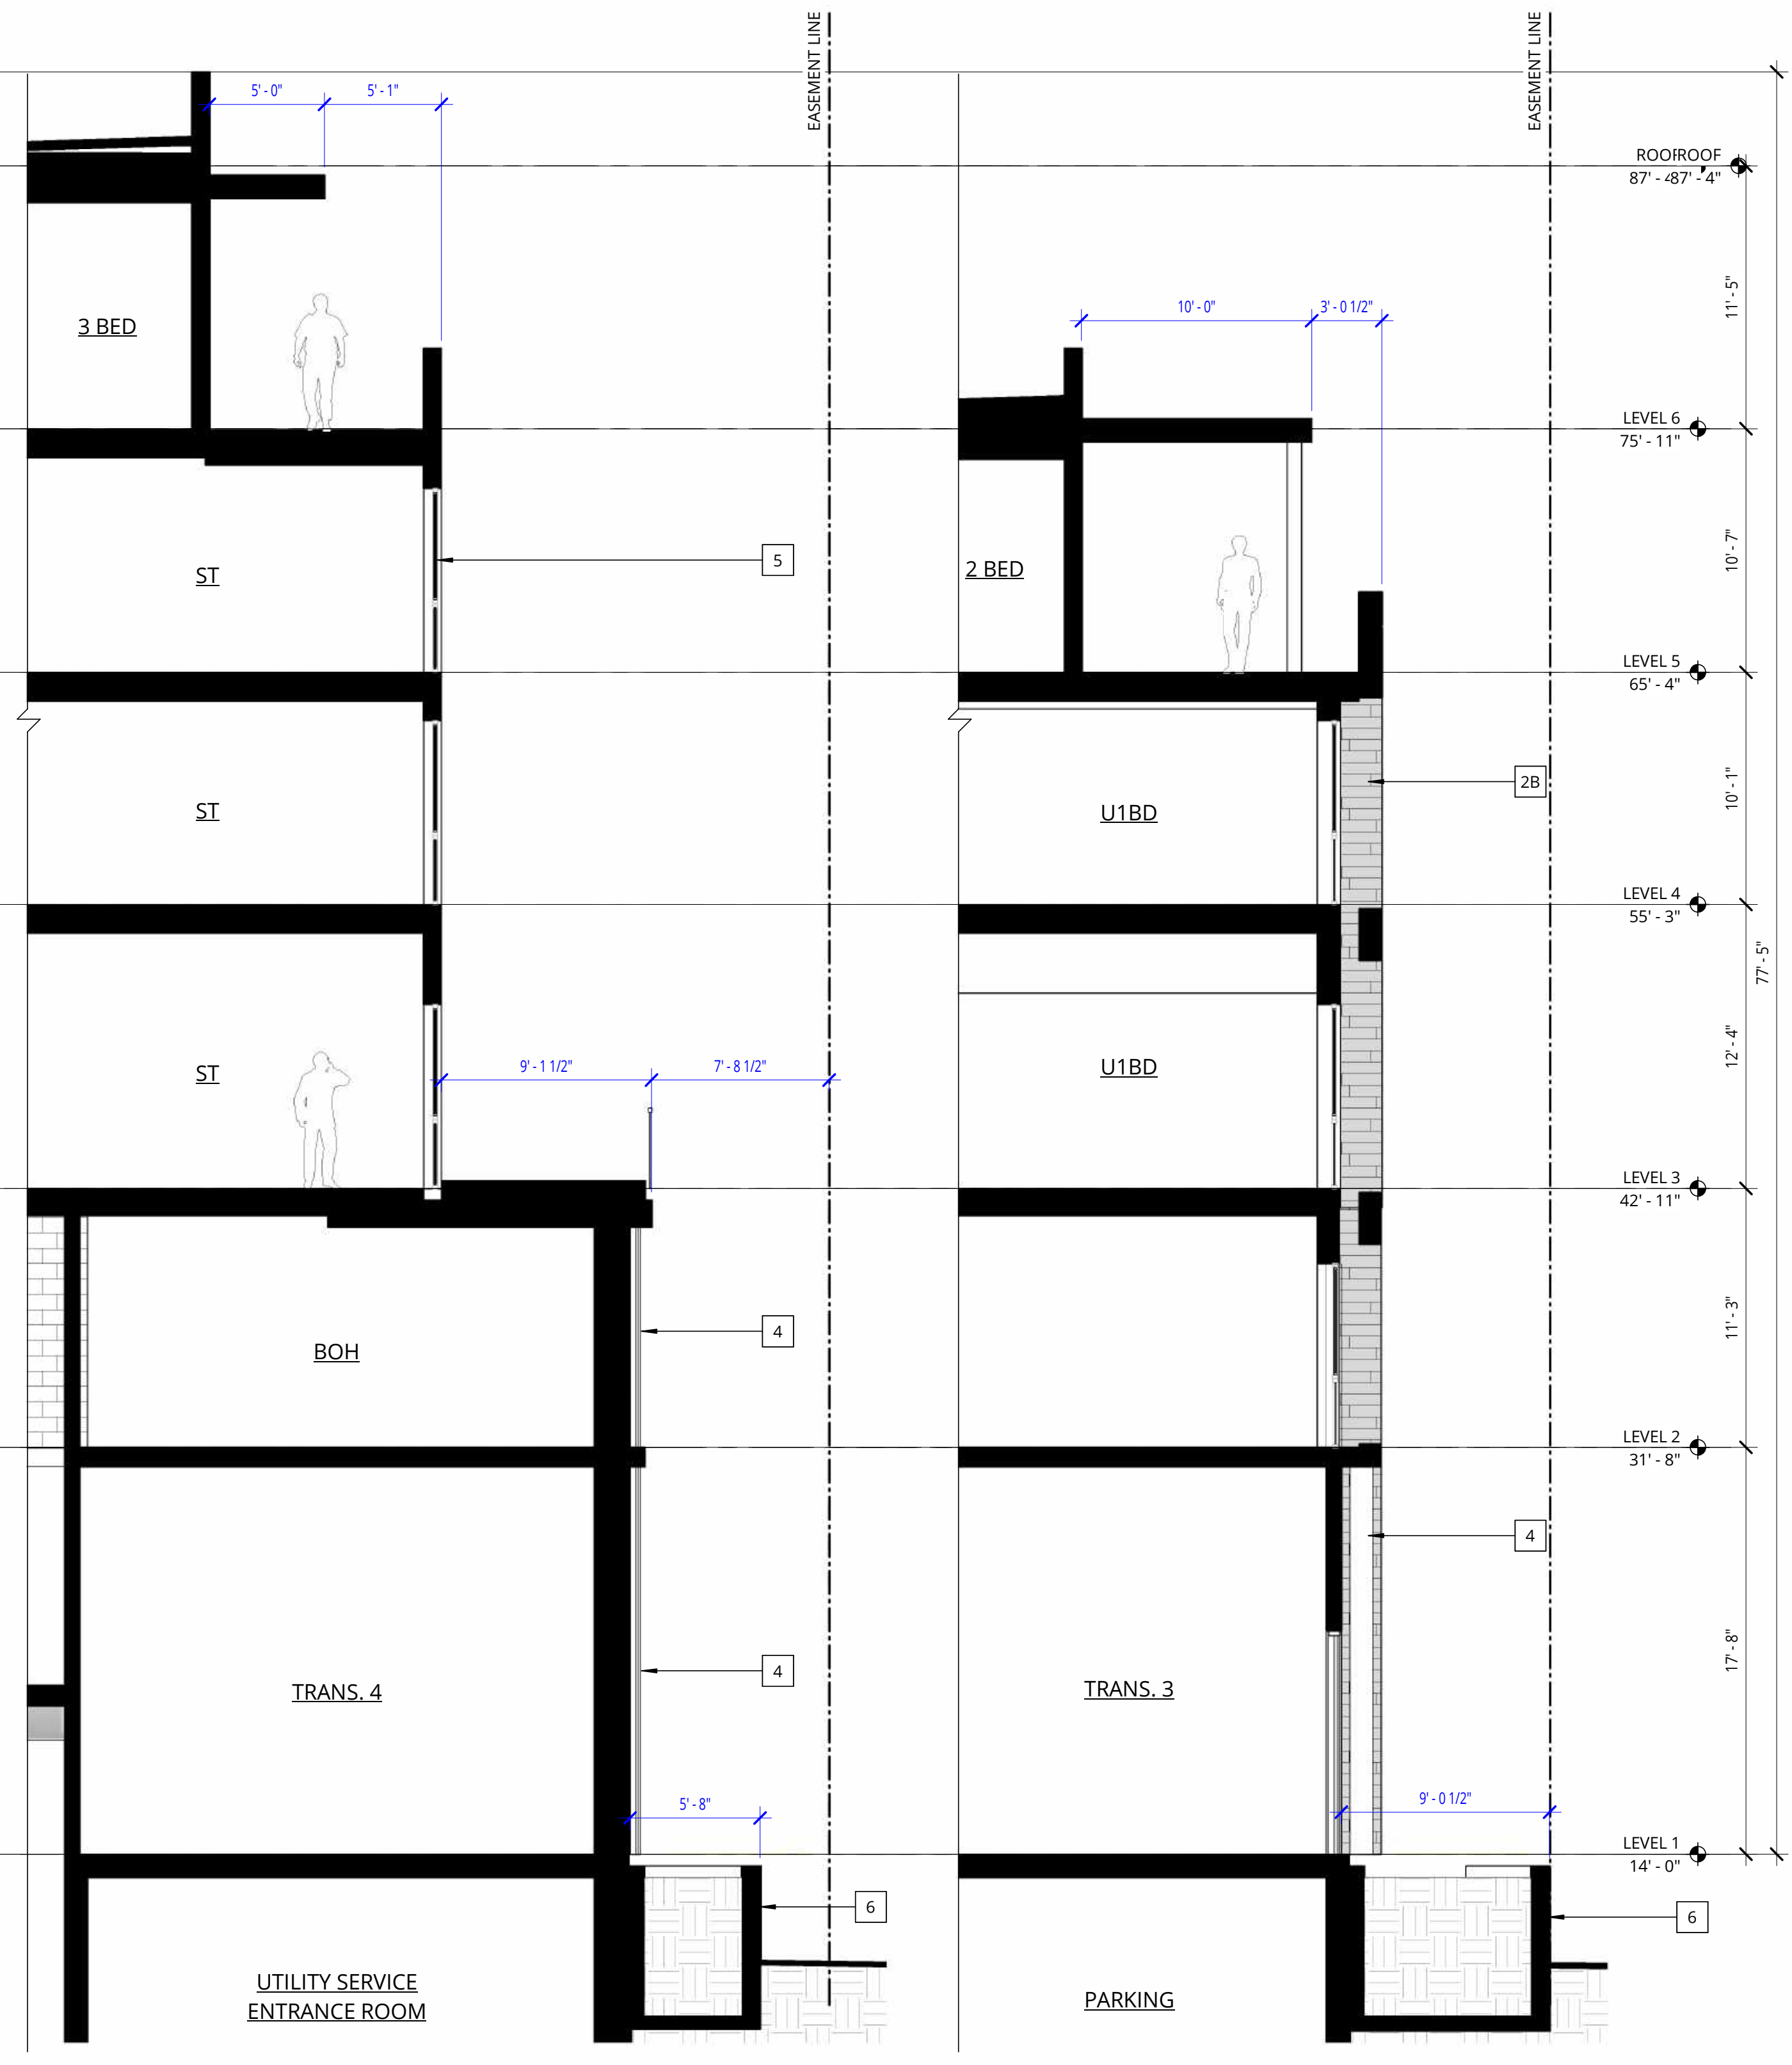 EASEMENT LINE
EASEMENT LINE
5' - 0"
5' - 1"
ROOF
87' - 4"
11' - 5"
3 BED
10' - 0"
3' - 0 1/2"
LEVEL 6
75' - 11"
10' - 7"
5
ST
2 BED
LEVEL 5
65' - 4"
2B
10' - 1"
ST
U1BD
LEVEL 4
55' - 3"
77' - 5"
12' - 4"
9' - 1 1/2"
7' - 8 1/2"
ST
U1BD
LEVEL 3
42' - 11"
11' - 3"
4
BOH
LEVEL 2
31' - 8"
4
17' - 8"
4
TRANS. 4
TRANS. 3
5' - 8"
9' - 0 1/2"
LEVEL 1
14' - 0"
6
6
UTILITY SERVICE
ENTRANCE ROOM
PARKING